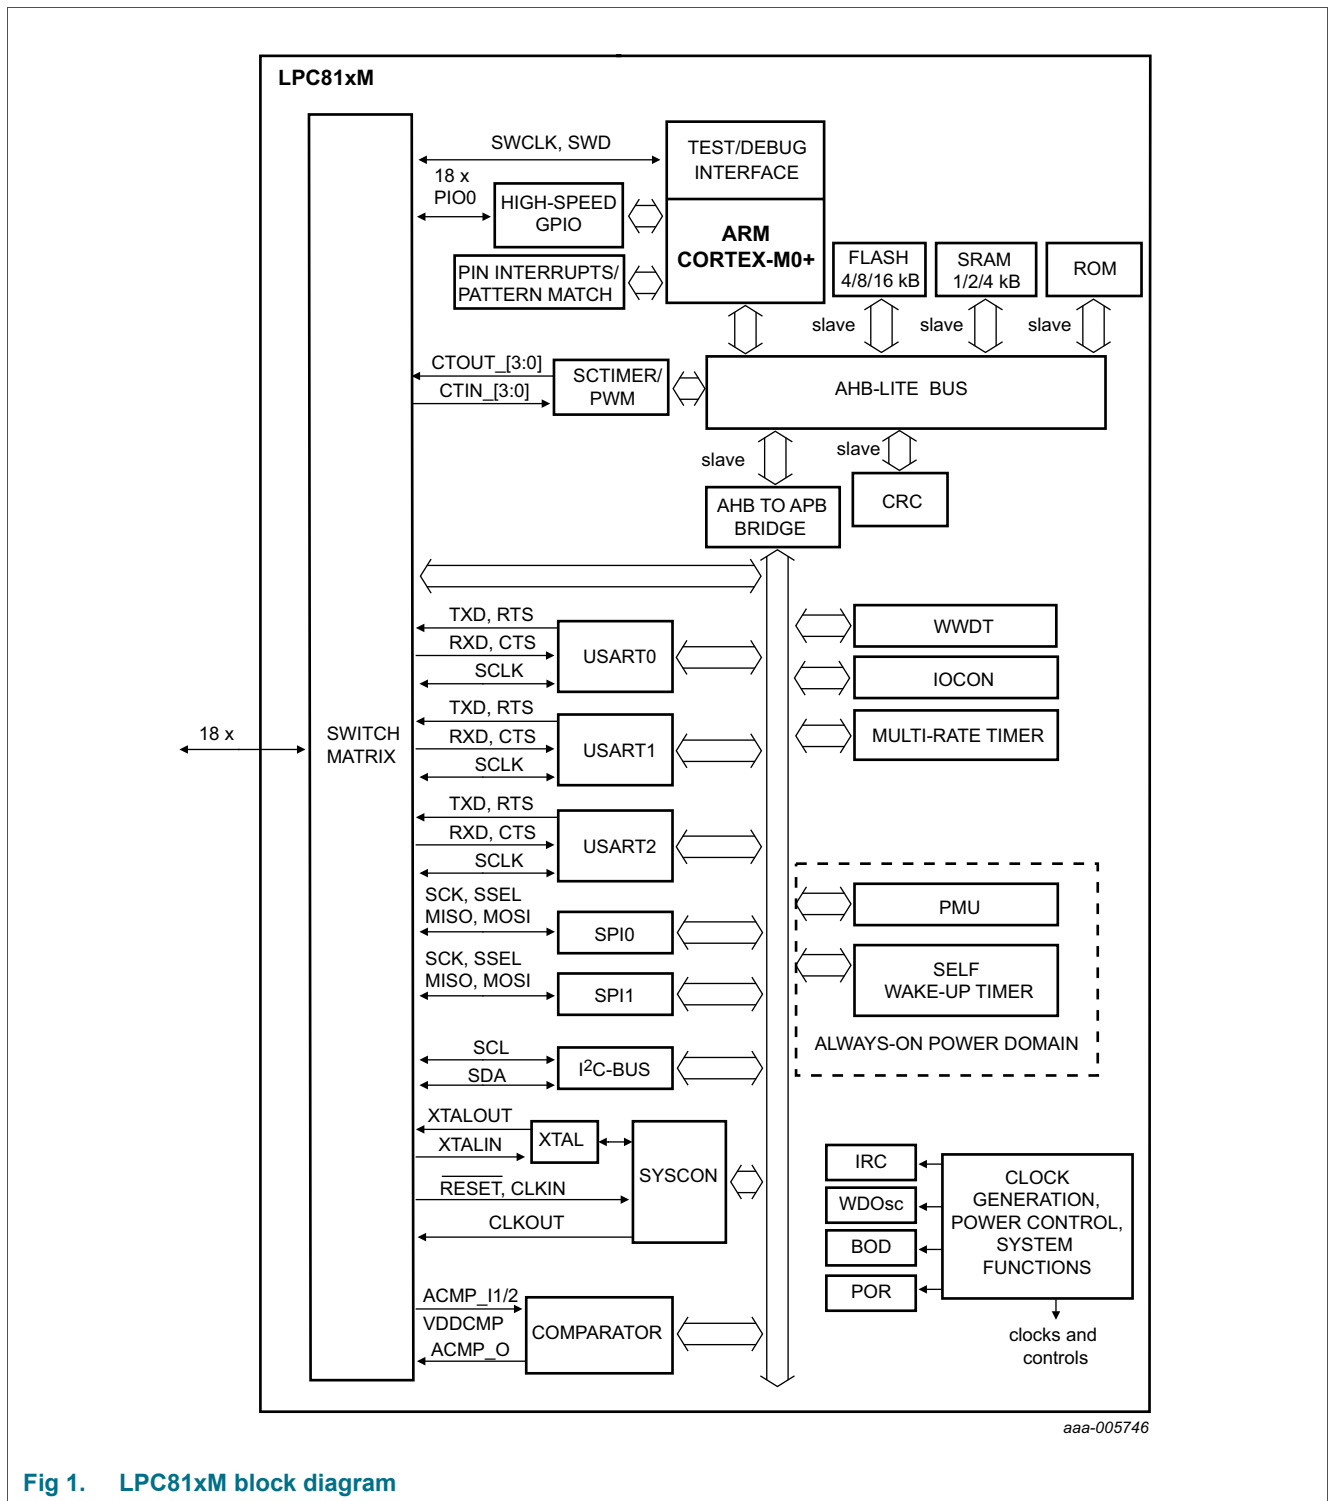 LPC81xM
SWCLK, SWD
TEST/DEBUG
INTERFACE
18 x
PIO0
HIGH-SPEED
GPIO
ARM
CORTEX-M0+
PIN INTERRUPTS/
PATTERN MATCH
FLASH
4/8/16 kB
SRAM
1/2/4 kB
ROM
slave
slave
slave
CTOUT_[3:0]
CTIN_[3:0]
SCTIMER/
PWM
AHB-LITE BUS
slave
slave
AHB TO APB
BRIDGE
CRC
TXD, RTS
RXD, CTS
SCLK
USART0
WWDT
IOCON
18 x
SWITCH
MATRIX
TXD, RTS
RXD, CTS
SCLK
USART1
MULTI-RATE TIMER
TXD, RTS
RXD, CTS
SCLK
USART2
SCK, SSEL
MISO, MOSI
SPI0
PMU
SCK, SSEL
MISO, MOSI
SPI1
SELF
WAKE-UP TIMER
ALWAYS-ON POWER DOMAIN
SCL
SDA
I²C-BUS
XTALOUT
XTALIN
XTAL
RESET, CLKIN
CLKOUT
SYSCON
IRC
WDOsc
BOD
POR
CLOCK
GENERATION,
POWER CONTROL,
SYSTEM
FUNCTIONS
clocks and
controls
ACMP_I1/2
VDDCMP
ACMP_O
COMPARATOR
aaa-005746
Fig 1. LPC81xM block diagram